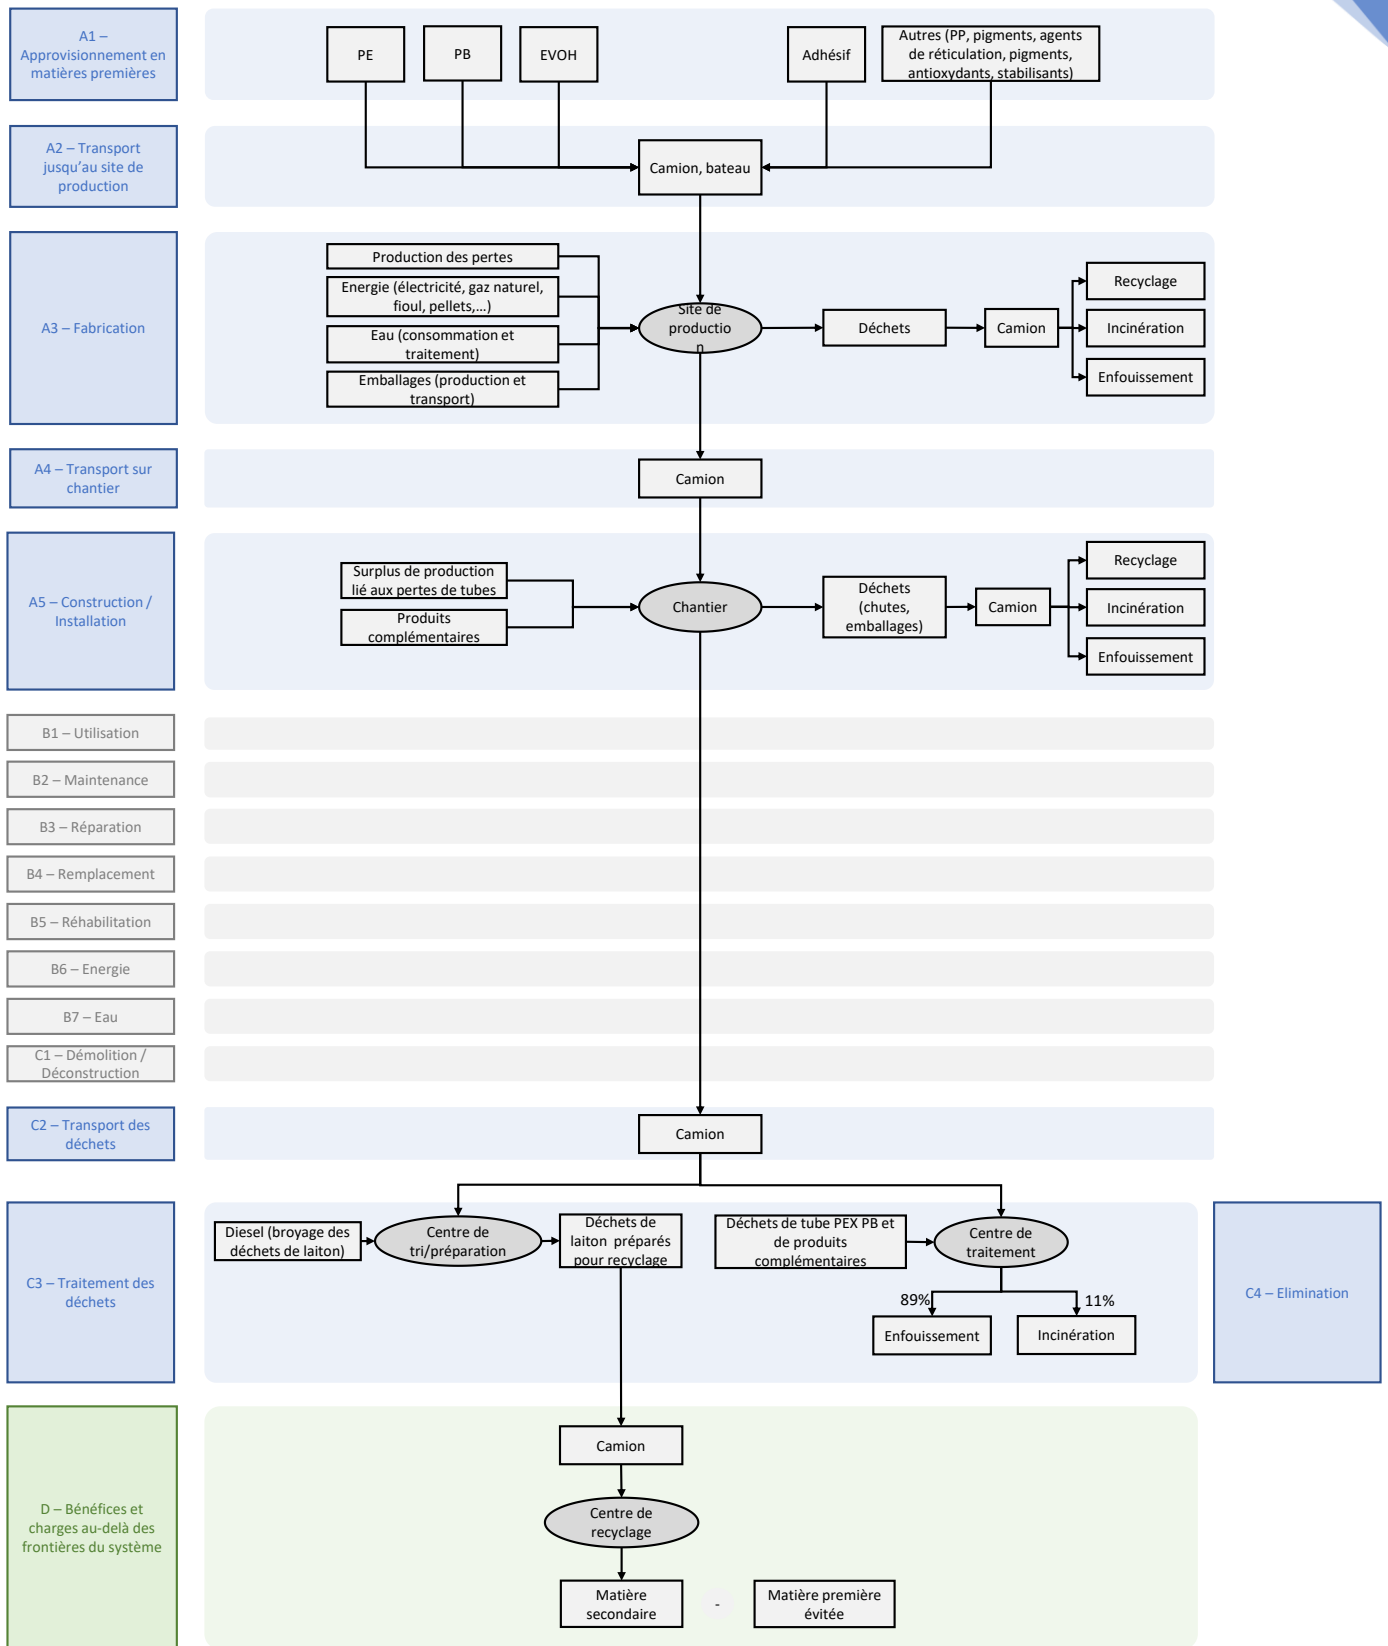 A1 –
Approvisionnement en
matières premières
PE
PB
EVOH
Adhésif
Autres (PP, pigments, agents
de réticulation, pigments,
antioxydants, stabilisants)
A2 – Transport
jusqu'au site de
production
Camion, bateau
A3 – Fabrication
Production des pertes
Energie (électricité, gaz naturel,
fioul, pellets,...)
Eau (consommation et
traitement)
Emballages (production et
transport)
Site de
productio
n
Déchets
Camion
Recyclage
Incinération
Enfouissement
A4 – Transport sur
chantier
Camion
A5 – Construction /
Installation
Surplus de production
lié aux pertes de tubes
Produits
complémentaires
Chantier
Déchets
(chutes,
emballages)
Camion
Recyclage
Incinération
Enfouissement
B1 – Utilisation
B2 – Maintenance
B3 – Réparation
B4 – Remplacement
B5 – Réhabilitation
B6 – Energie
B7 – Eau
C1 – Démolition /
Déconstruction
C2 – Transport des
déchets
Camion
C3 – Traitement des
déchets
Diesel (broyage des
déchets de laiton)
Centre de
tri/préparation
Déchets de
laiton préparés
pour recyclage
Déchets de tube PEX PB et
de produits
complémentaires
Centre de
traitement
89%
11%
Enfouissement
Incinération
C4 – Elimination
D – Bénéfices et
charges au-delà des
frontières du système
Camion
Centre de
recyclage
Matière
secondaire
-
Matière première
évitée